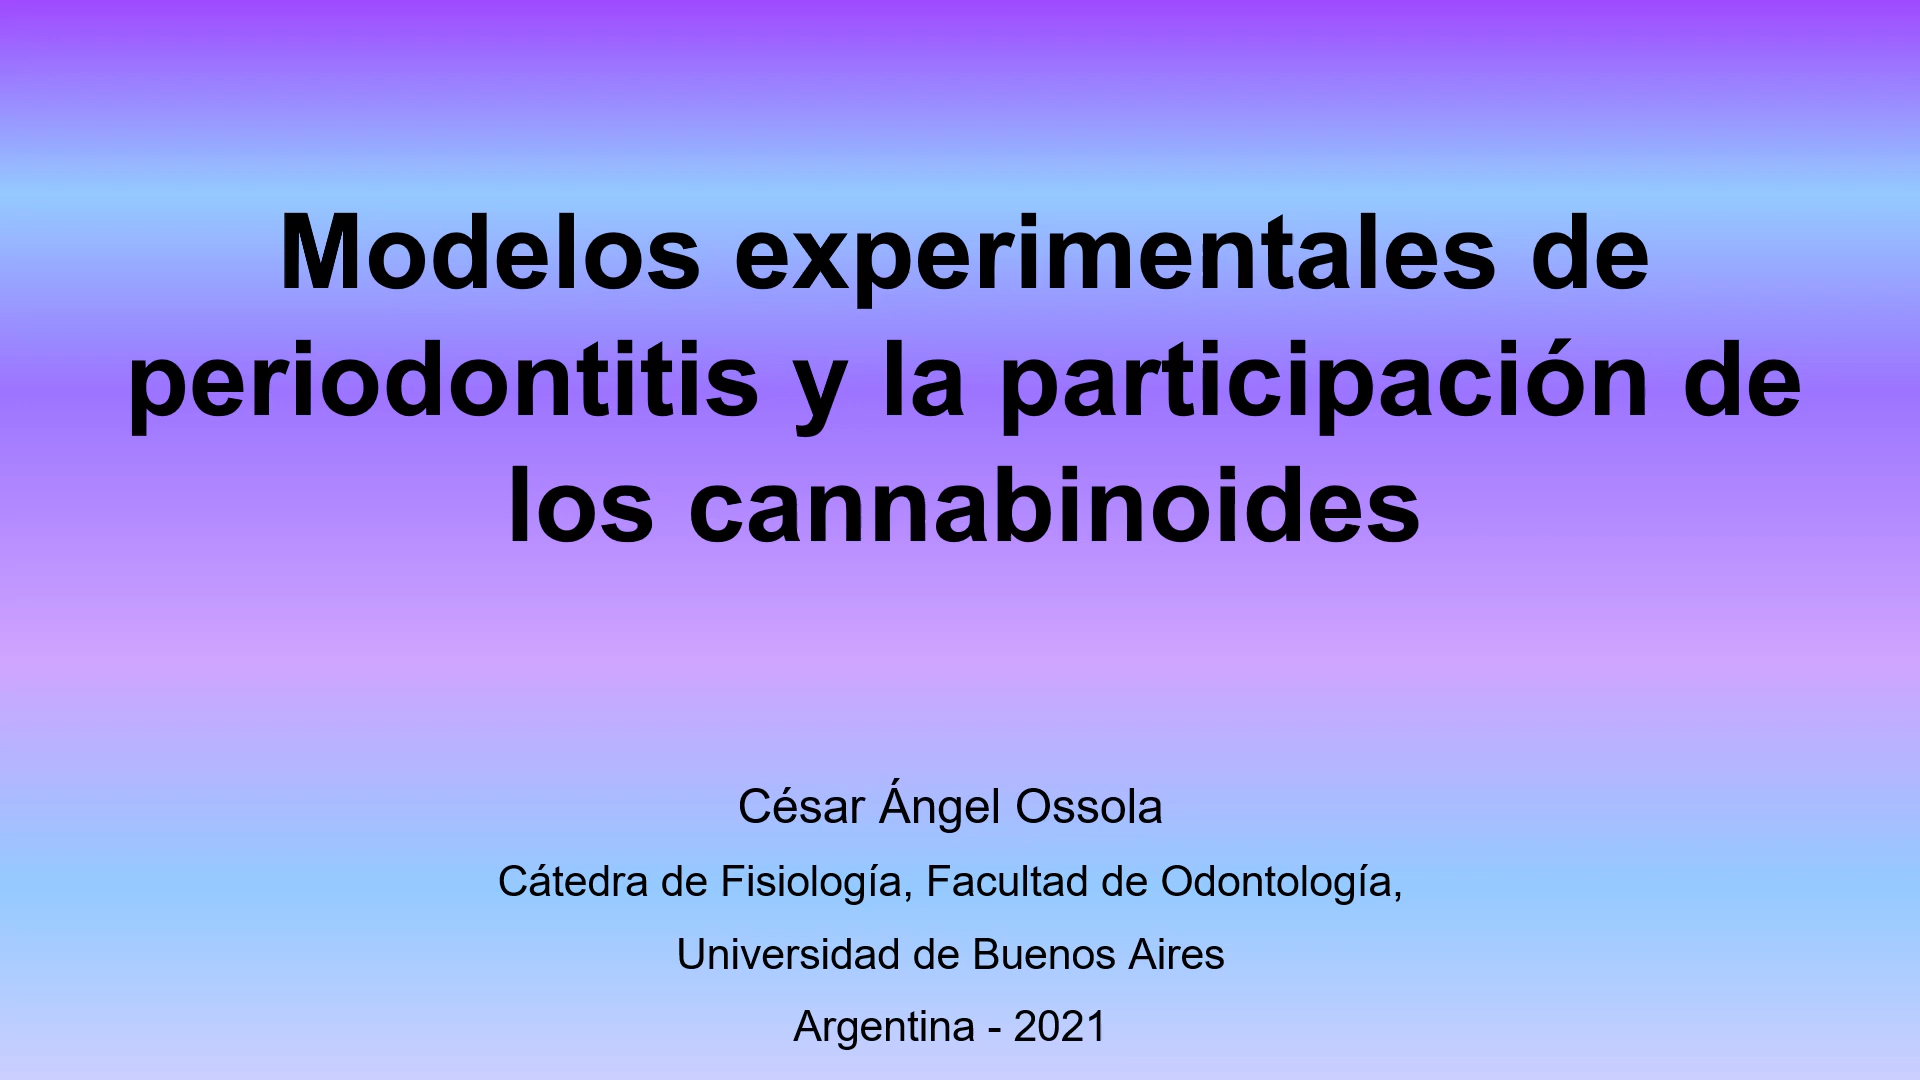 Modelos experimentales de
periodontitis y la participación de
los cannabinoides
César Ángel Ossola
Cátedra de Fisiología, Facultad de Odontología,
Universidad de Buenos Aires
Argentina - 2021